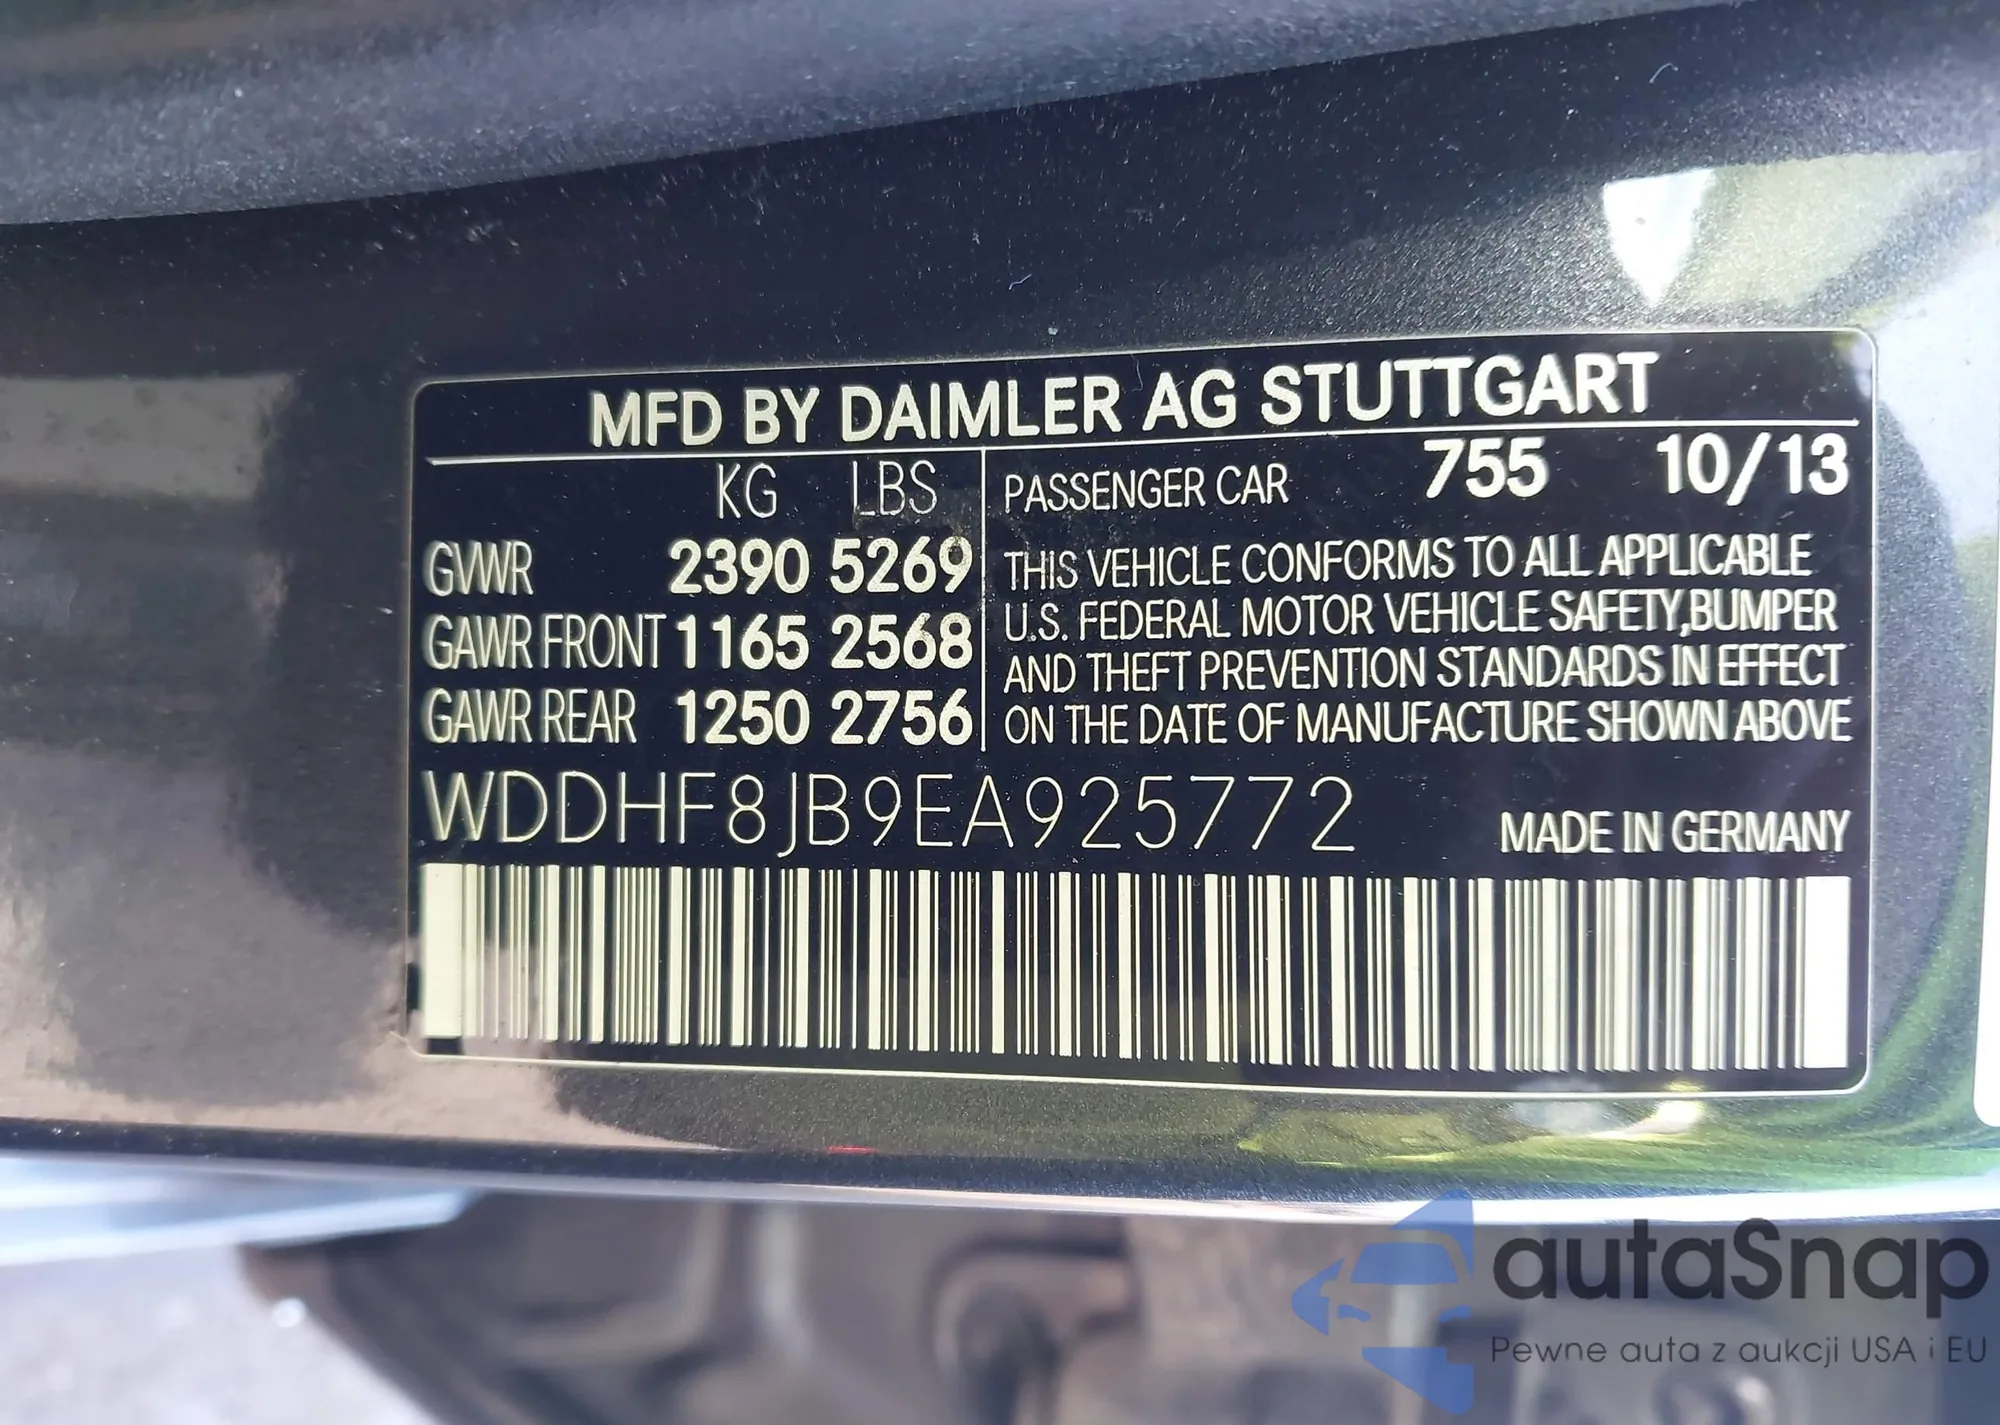 MFD BY DAIMLER AG STUTTGART
KG LBS
GVWR 2390 5269
GAWR FRONT 1165 2568
GAWR REAR 1250 2756
PASSENGER CAR 755 10/13
THIS VEHICLE CONFORMS TO ALL APPLICABLE
U.S. FEDERAL MOTOR VEHICLE SAFETY,BUMPER
AND THEFT PREVENTION STANDARDS IN EFFECT
ON THE DATE OF MANUFACTURE SHOWN ABOVE
WDDHF8JB9EA925772
MADE IN GERMANY
autaSnap
Pewne auta z aukcji USA i EU